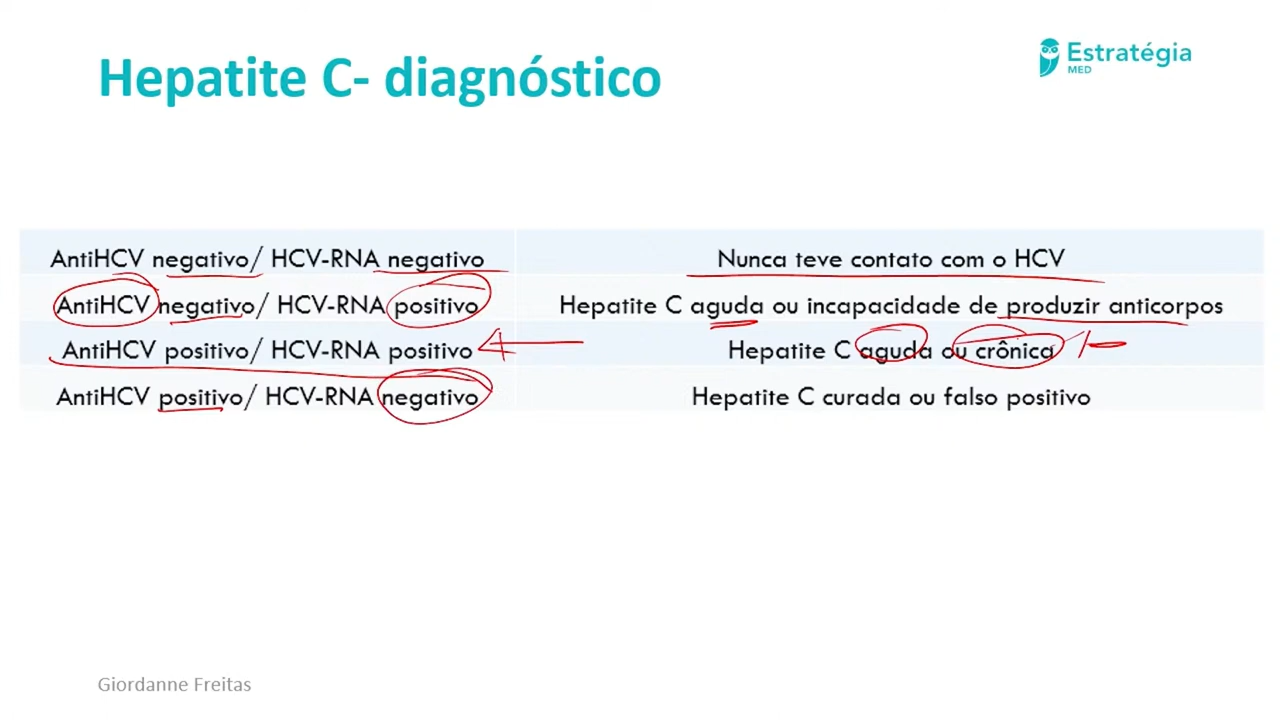 Hepatite C- diagnóstico
Estratégia
MED
AntiHCV negativo/ HCV-RNA negativo
Nunca teve contato com o HCV
AntiHCV negativo/ HCV-RNA positivo
Hepatite C aguda ou incapacidade de produzir anticorpos
AntiHCV positivo/ HCV-RNA positivo
Hepatite C aguda ou crônica
AntiHCV positivo/ HCV-RNA negativo
Hepatite C curada ou falso positivo
Giordanne Freitas